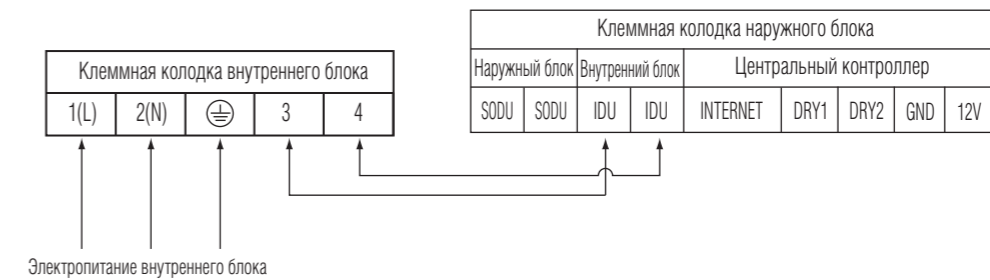 Клеммная колодка наружного блока
Наружный блок Внутренний блок Центральный контроллер
SODU SODU IDU IDU INTERNET DRY1 DRY2 GND 12V
Клеммная колодка внутреннего блока
1(L) 2(N) 3 4
Электропитание внутреннего блока